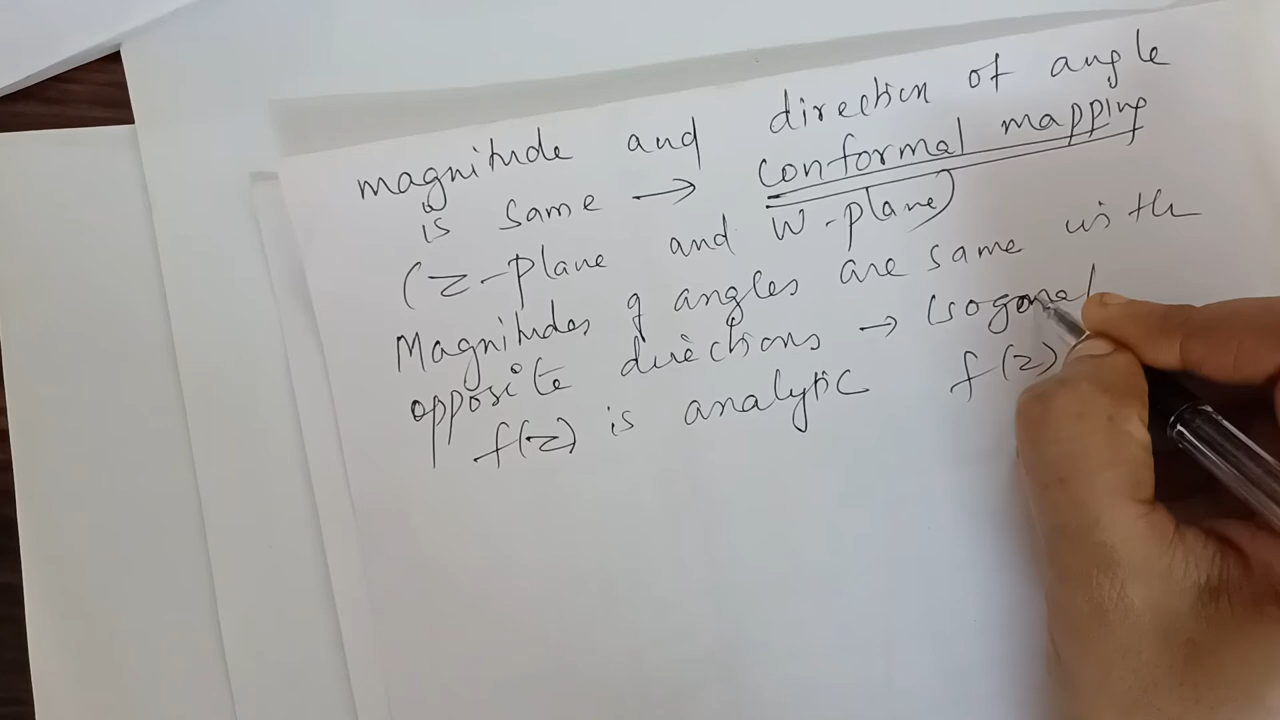 magnitude and direction of angle
is same → conformal mapping
(z-plane and w-plane)
Magnitudes of angles are same with
opposite directions → isogonal
f(z) is analytic f(z)